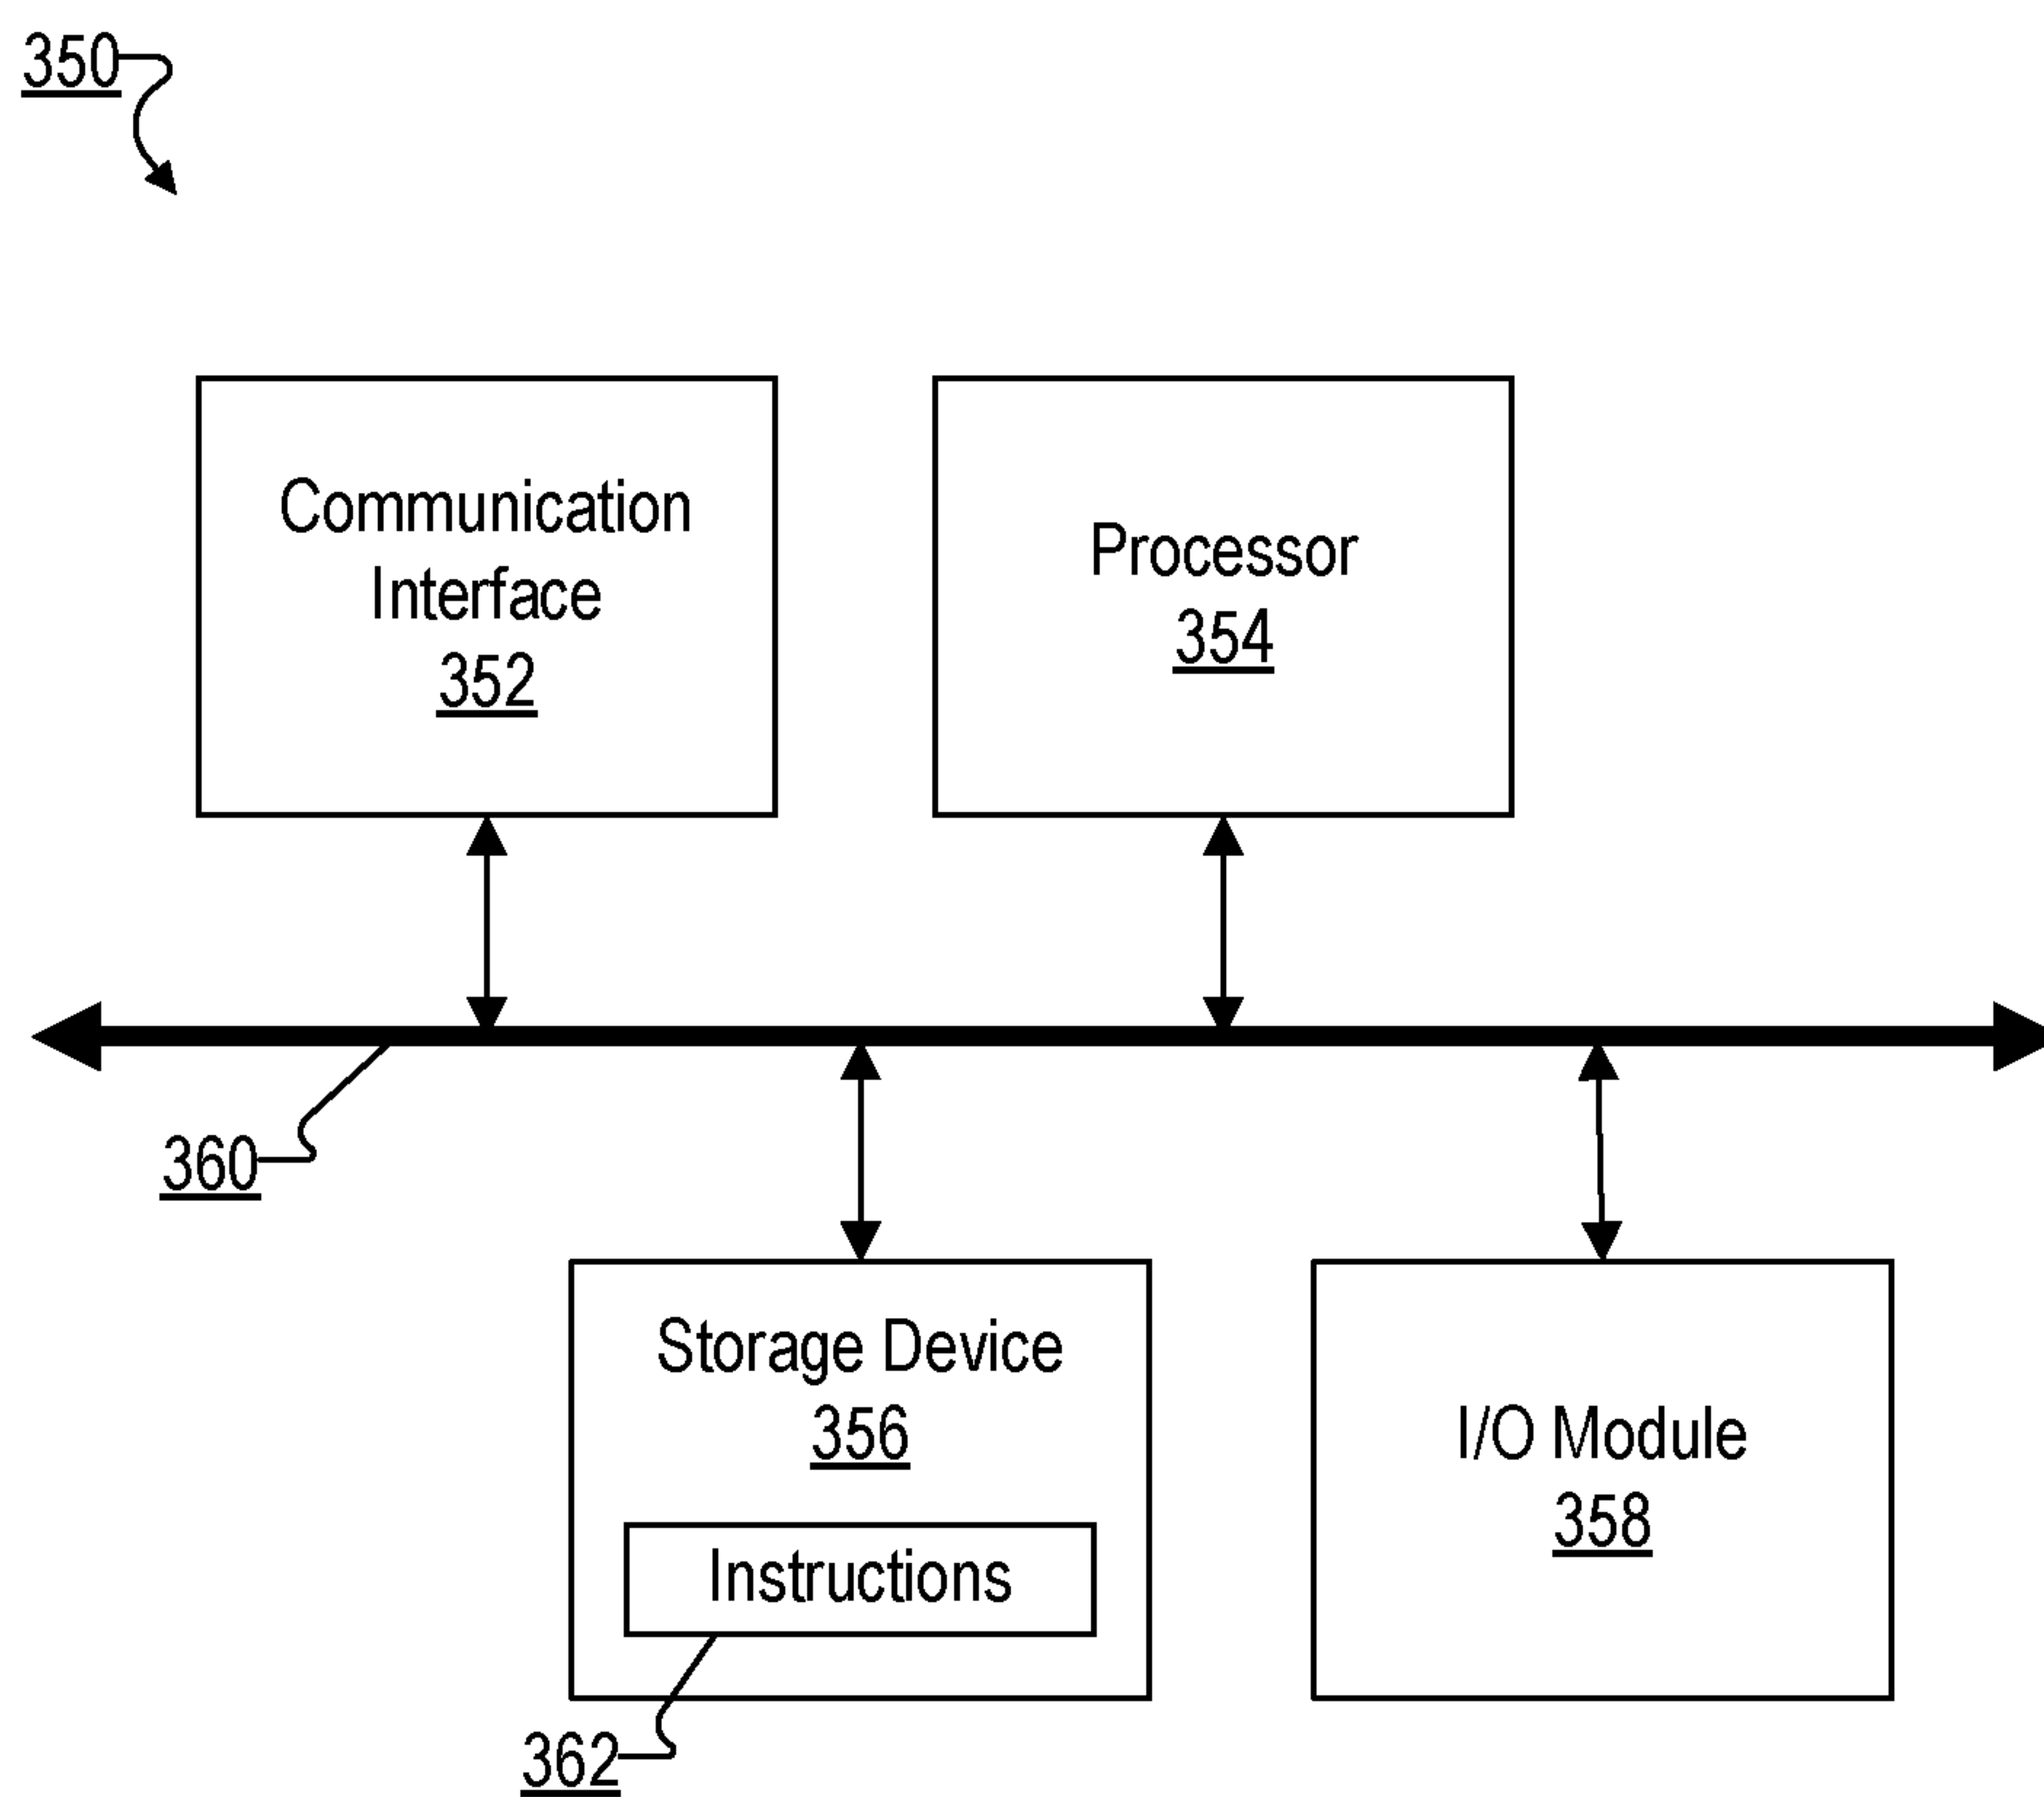 350
Communication
Interface
352
Processor
354
360
Storage Device
356
Instructions
362
I/O Module
358